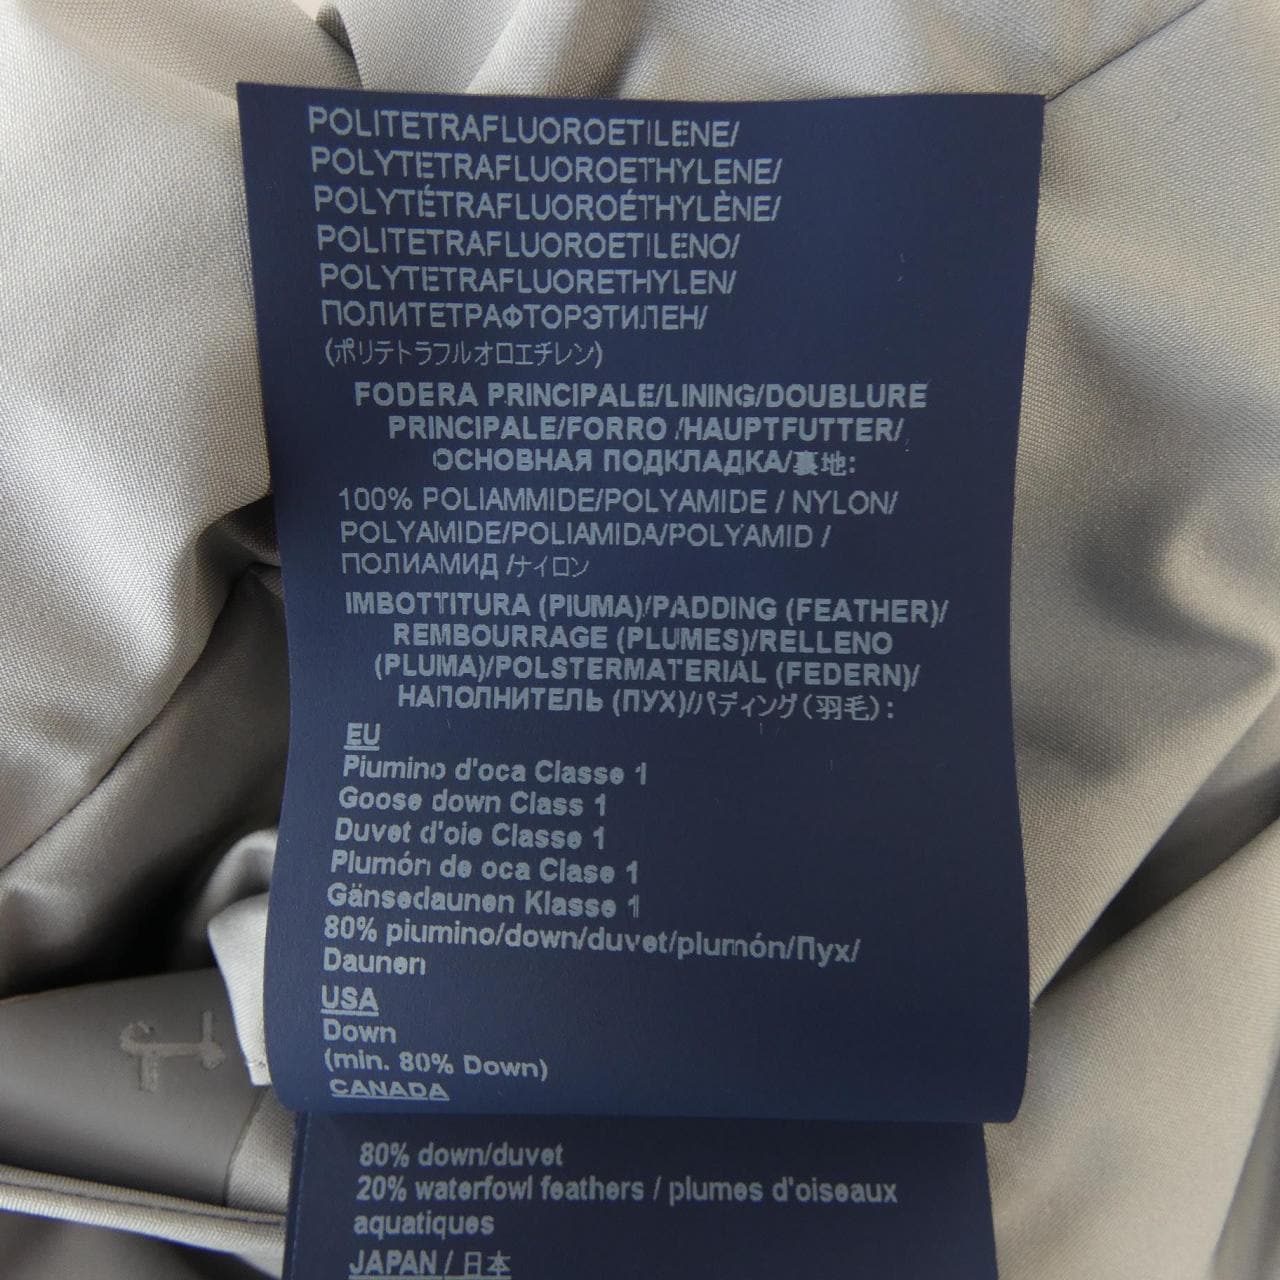 POLITETRAFLUOROETILENE/
POLYTETRAFLUOROETHYLENE/
POLYTÉTRAFLUOROÉTHYLÈNE/
POLITETRAFLUOROETILENO/
POLYTETRAFLUORETHYLEN/
ПОЛИТЕТРАФТОРЭТИЛЕН/
(ポリテトラフルオロエチレン)
FODERA PRINCIPALE/LINING/DOUBLURE
PRINCIPALE/FORRO /HAUPTFUTTER/
ОСНОВНАЯ ПОДКЛАДКА/裏地:
100% POLIAMMIDE/POLYAMIDE / NYLON/
POLYAMIDE/POLIAMIDA/POLYAMID /
ПОЛИАМИД /ナイロン
IMBOTTITURA (PIUMA)/PADDING (FEATHER)/
REMBOURRAGE (PLUMES)/RELLENO
(PLUMA)/POLSTERMATERIAL (FEDERN)/
НАПОЛНИТЕЛЬ (ПУХ)/パディング(羽毛):
EU
Piumino d'oca Classe 1
Goose down Class 1
Duvet d'oie Classe 1
Plumón de oca Clase 1
Gänsedaunen Klasse 1
80% piumino/down/duvet/plumón/Пух/
Daunen
USA
Down
(min. 80% Down)
CANADA
80% down/duvet
20% waterfowl feathers / plumes d'oiseaux
aquatiques
JAPAN / 日本